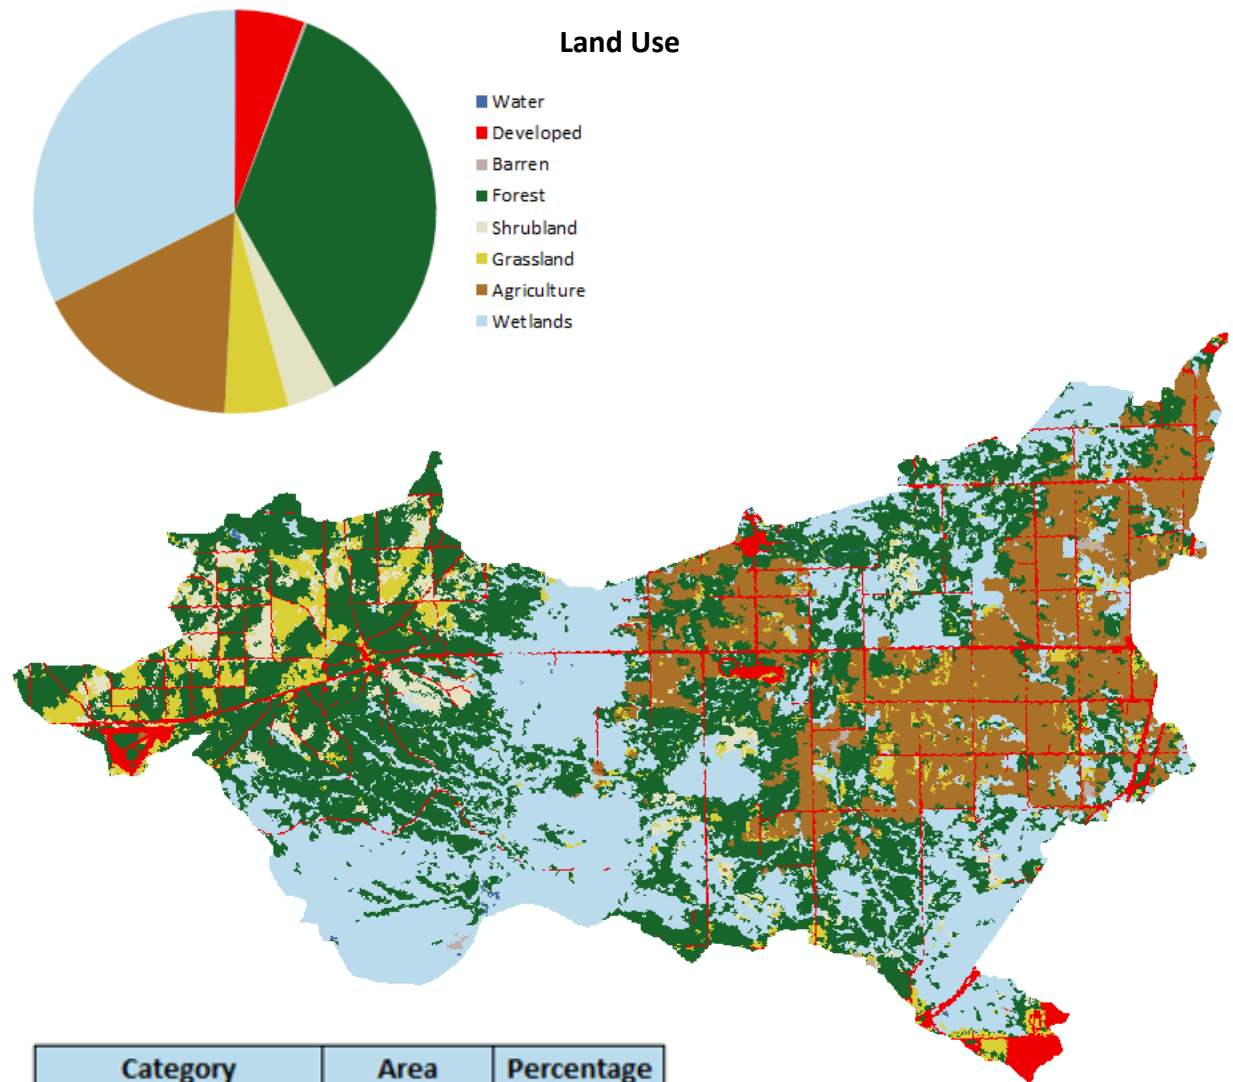 Land Use
Water
Developed
Barren
Forest
Shrubland
Grassland
Agriculture
Wetlands
Category Area Percentage